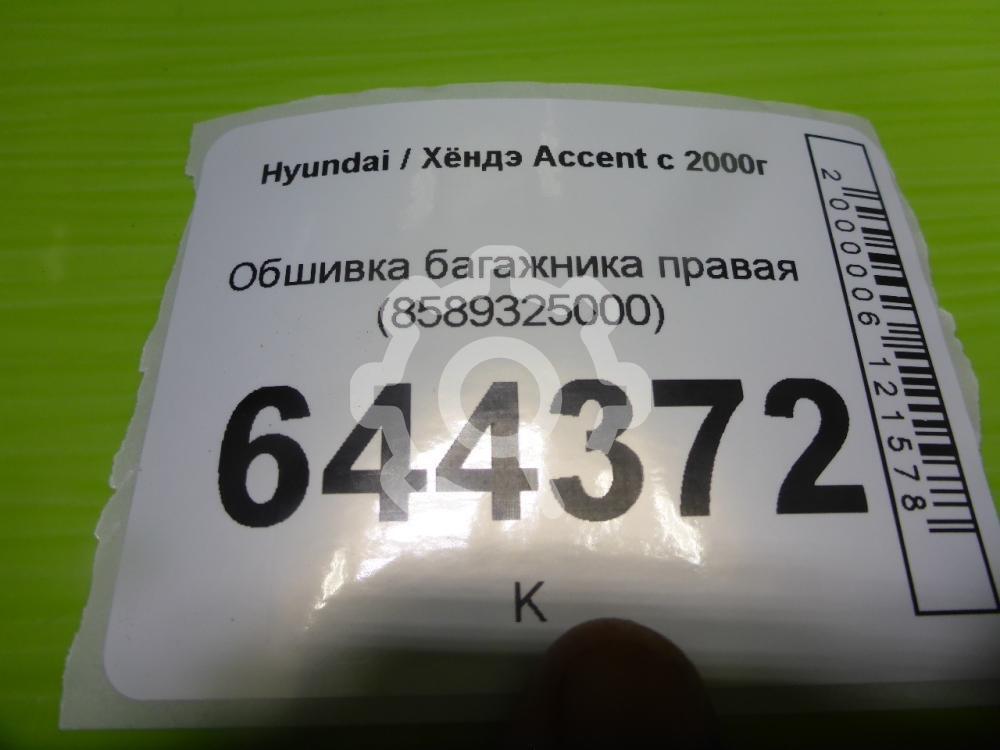 Hyundai / Хёндэ Accent с 2000г
Обшивка багажника правая
(8589325000)
644372
К
2000006121578